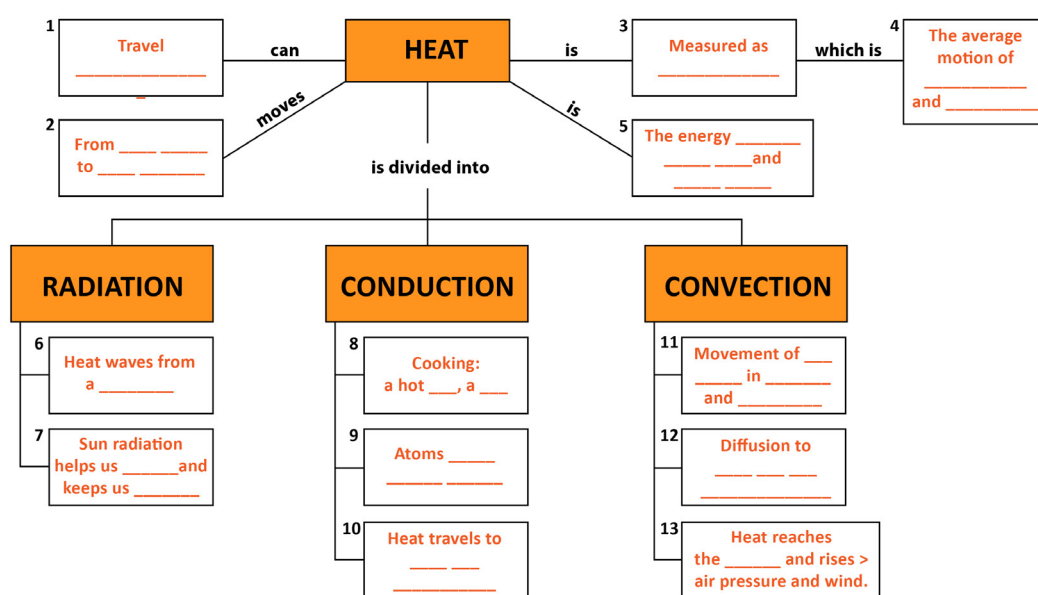 1
Travel
______________
_
can
HEAT
is
3
Measured as
_____________
which is
4
The average
motion of
___________
and __________
2
From ____ _____
to ____ _______
moves
is
5
The energy _______
_____ ____and
_____ _____
is divided into
RADIATION
CONDUCTION
CONVECTION
6
Heat waves from
a ________
7
Sun radiation
helps us ______and
keeps us _______
8
Cooking:
a hot ___, a ___
9
Atoms _____
______ ______
10
Heat travels to
____ ___
___________
11
Movement of ___
_____ in _______
and _________
12
Diffusion to
____ ___ ___
______________
13
Heat reaches
the ______ and rises >
air pressure and wind.